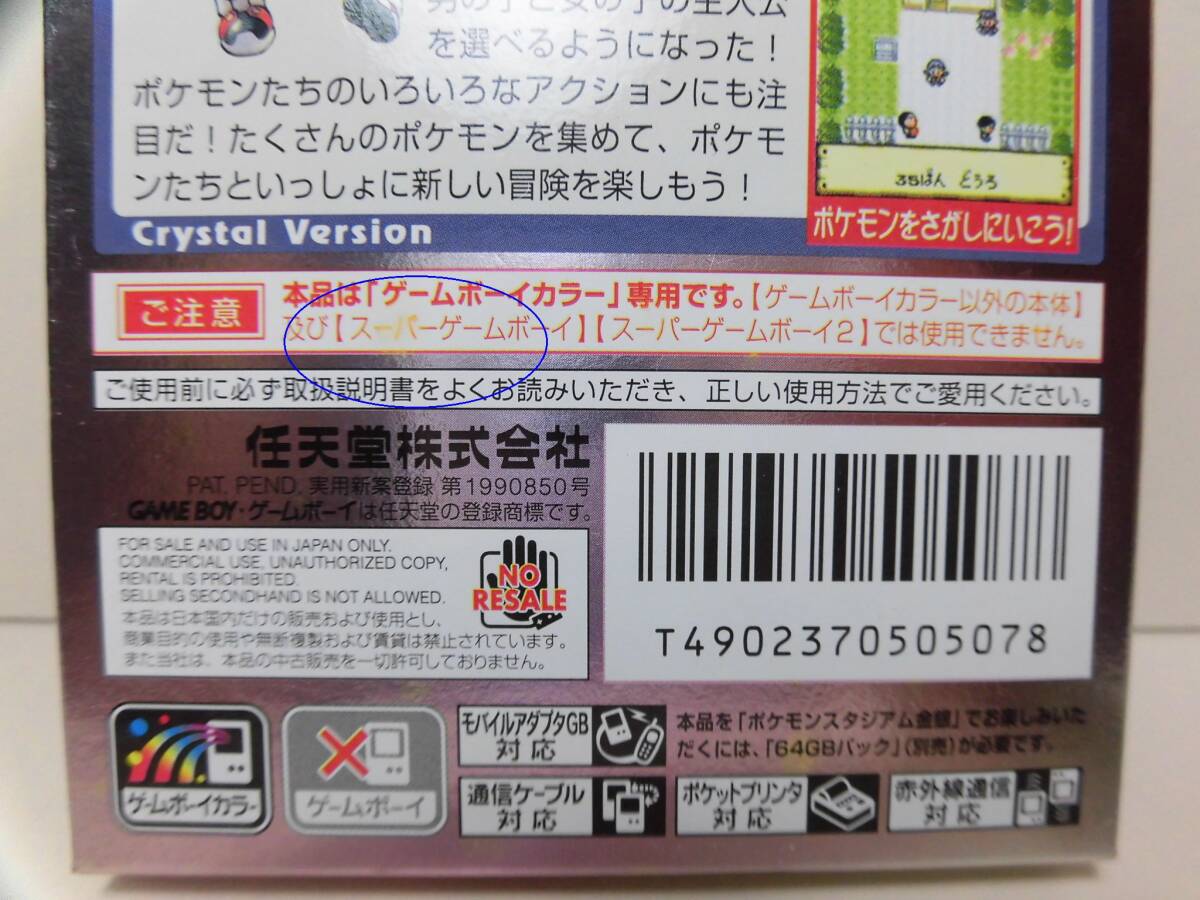 男の子と女の子の主人公
を選べるようになった！
ポケモンたちのいろいろなアクションにも注
目だ！たくさんのポケモンを集めて、ポケモ
ンたちといっしょに新しい冒険を楽しもう！
35ばん どうろ
ポケモンをさがしにいこう！
Crystal Version
ご注意
本品は「ゲームボーイカラー」専用です。【ゲームボーイカラー以外の本体】
及び【スーパーゲームボーイ】【スーパーゲームボーイ2】では使用できません。
ご使用前に必ず取扱説明書をよくお読みいただき、正しい使用方法でご愛用ください。
任天堂株式会社
PAT. PEND. 実用新案登録 第1990850号
GAME BOY・ゲームボーイは任天堂の登録商標です。
FOR SALE AND USE IN JAPAN ONLY.
COMMERCIAL USE, UNAUTHORIZED COPY,
RENTAL IS PROHIBITED.
SELLING SECONDHAND IS NOT ALLOWED.
本品は日本国内だけの販売および使用とし、
商業目的の使用や無断複製および賃貸は禁止されています。
また当社は、本品の中古販売を一切許可しておりません。
NO
RESALE
T4902370505078
ゲームボーイカラー
ゲームボーイ
モバイルアダプタGB
対応
本品を「ポケモンスタジアム金銀」でお楽しみいた
だくには、「64GBパック」(別売)が必要です。
通信ケーブル
対応
ポケットプリンタ
対応
赤外線通信
対応